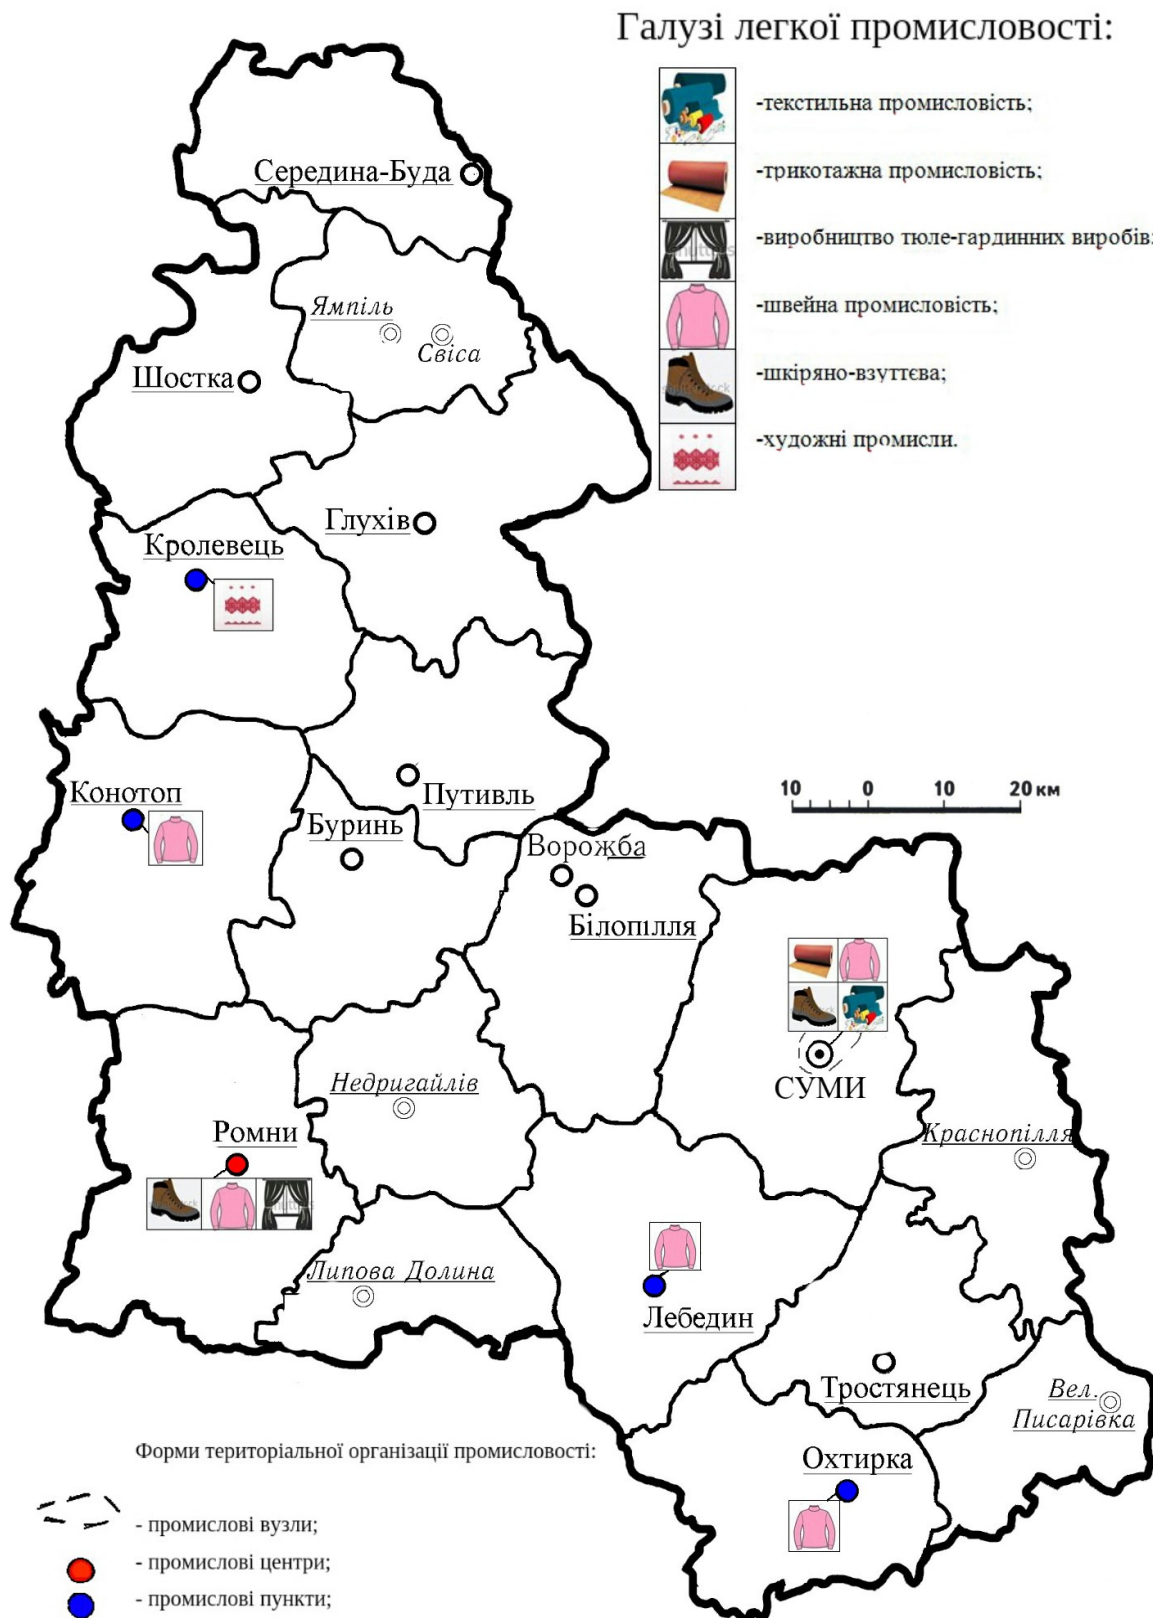 Галузі легкої промисловості:
-текстильна промисловість;
-трикотажна промисловість;
-виробництво тюле-гардинних виробів;
-швейна промисловість;
-шкіряно-взуттєва;
-художні промисли.
Середина-Буда
Ямпіль
Свіса
Шостка
Глухів
Кролевець
Конотоп
Путивль
Буринь
Ворожба
Білопілля
10 0 20 км
СУМИ
Недригайлів
Краснопілля
Ромни
Липова Долина
Лебедин
Тростянець
Вел.
Писарівка
Охтирка
Форми територіальної організації промисловості:
- промислові вузли;
- промислові центри;
- промислові пункти;